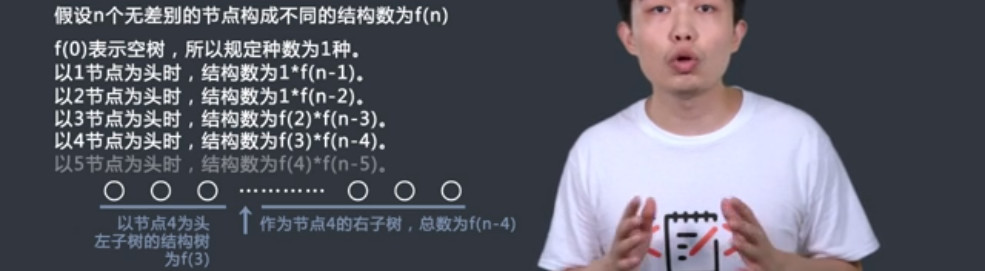 假设n个无差别的节点构成不同的结构数为f(n)
f(0)表示空树，所以规定种数为1种。
以1节点为头时，结构数为1*f(n-1)。
以2节点为头时，结构数为1*f(n-2)。
以3节点为头时，结构数为f(2)*f(n-3)。
以4节点为头时，结构数为f(3)*f(n-4)。
以5节点为头时，结构数为f(4)*f(n-5)。
以节点4为头
左子树的结构树
为f(3)
作为节点4的右子树，总数为f(n-4)